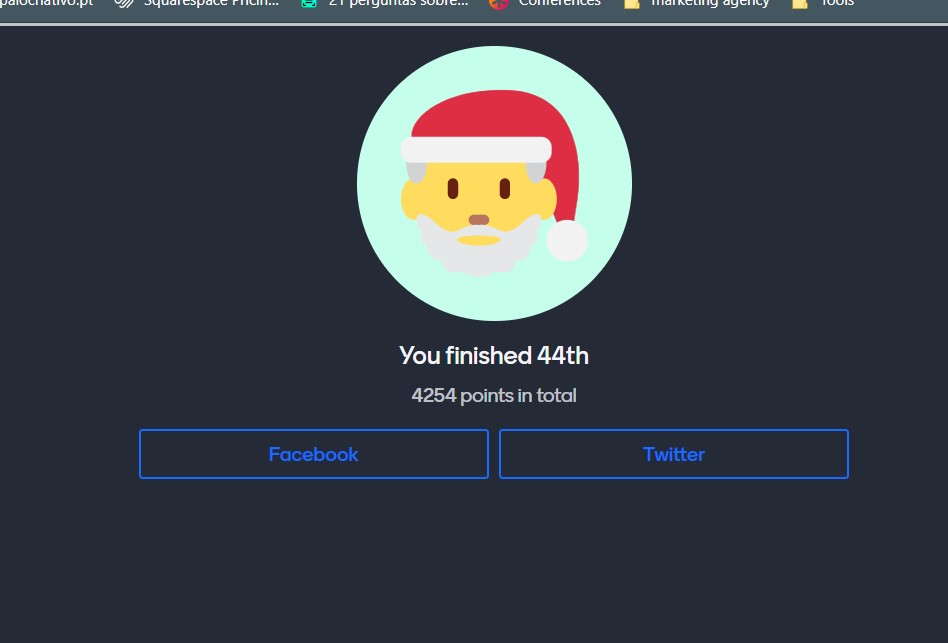 palochativo.pt Squarespace Pricin... 21 perguntas sobre... Conferences marketing agency Tools
You finished 44th
4254 points in total
Facebook Twitter